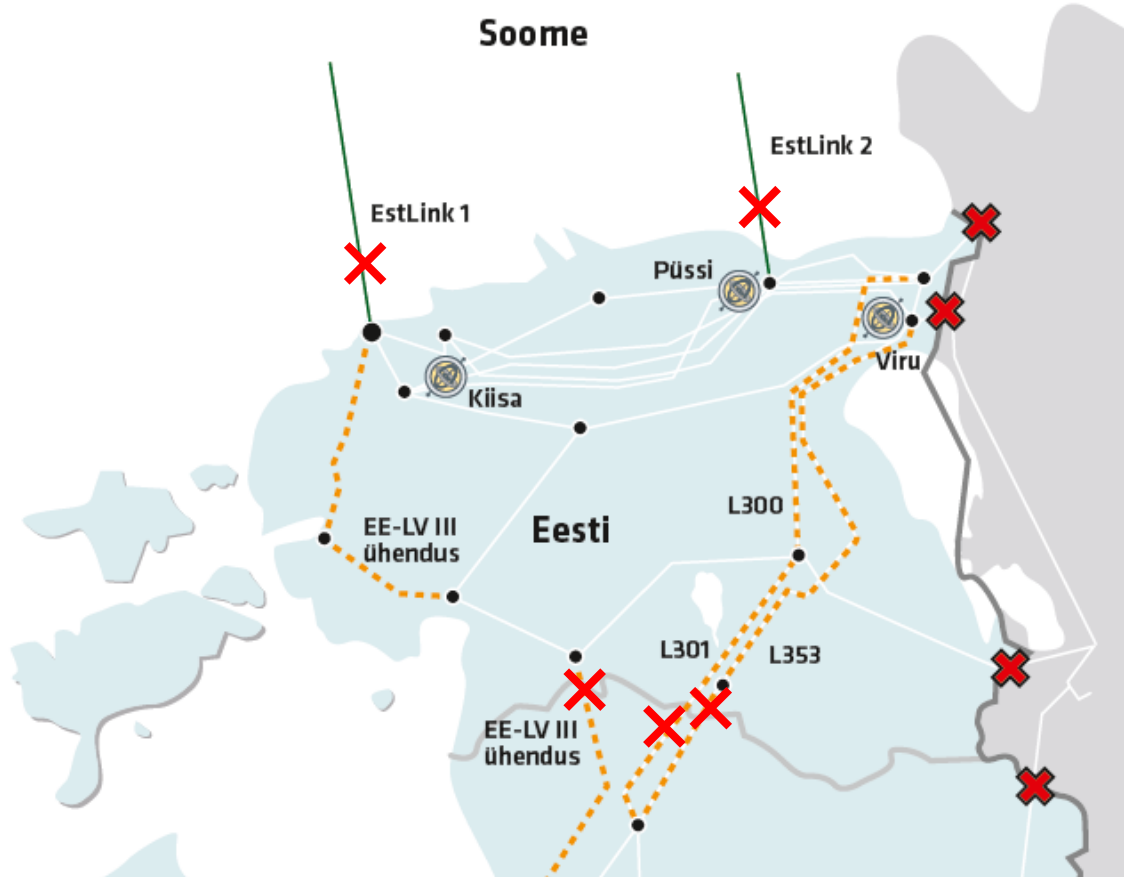 Soome
EstLink 2
EstLink 1
Püssi
Viru
Kiisa
L300
EE-LV III
ühendus
Eesti
L301
L353
EE-LV III
ühendus